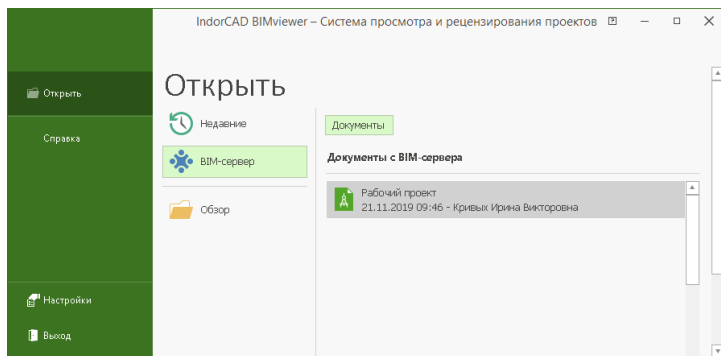 IndorCAD BIMviewer – Система просмотра и рецензирования проектов
Открыть
Справка
Настройки
Выход
Открыть
Недавние
BIM-сервер
Обзор
Документы
Документы с BIM-сервера
Рабочий проект
21.11.2019 09:46 - Кривых Ирина Викторовна